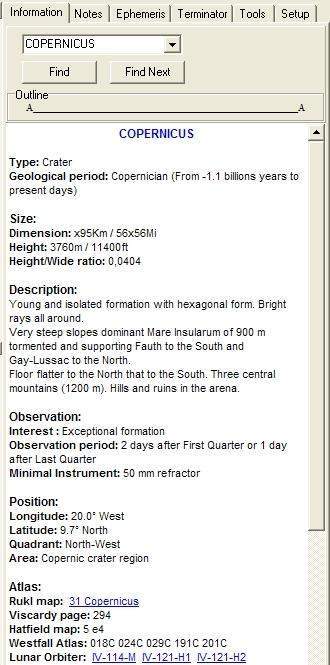 Information Notes Ephemeris Terminator Tools Setup
COPERNICUS
Find Find Next
Outline
A A
COPERNICUS
Type: Crater
Geological period: Copernician (From -1.1 billions years to
present days)
Size:
Dimension: x95Km / 56x56Mi
Height: 3760m / 11400ft
Height/Wide ratio: 0,0404
Description:
Young and isolated formation with hexagonal form. Bright
rays all around.
Very steep slopes dominant Mare Insularum of 900 m
tormented and supporting Fauth to the South and
Gay-Lussac to the North.
Floor flatter to the North that to the South. Three central
mountains (1200 m). Hills and ruins in the arena.
Observation:
Interest : Exceptional formation
Observation period: 2 days after First Quarter or 1 day
after Last Quarter
Minimal Instrument: 50 mm refractor
Position:
Longitude: 20.0° West
Latitude: 9.7° North
Quadrant: North-West
Area: Copernic crater region
Atlas:
Rukl map: 31 Copernicus
Viscardy page: 294
Hatfield map: 5 e4
Westfall Atlas: 018C 024C 029C 191C 201C
Lunar Orbiter: IV-114-M IV-121-H1 IV-121-H2